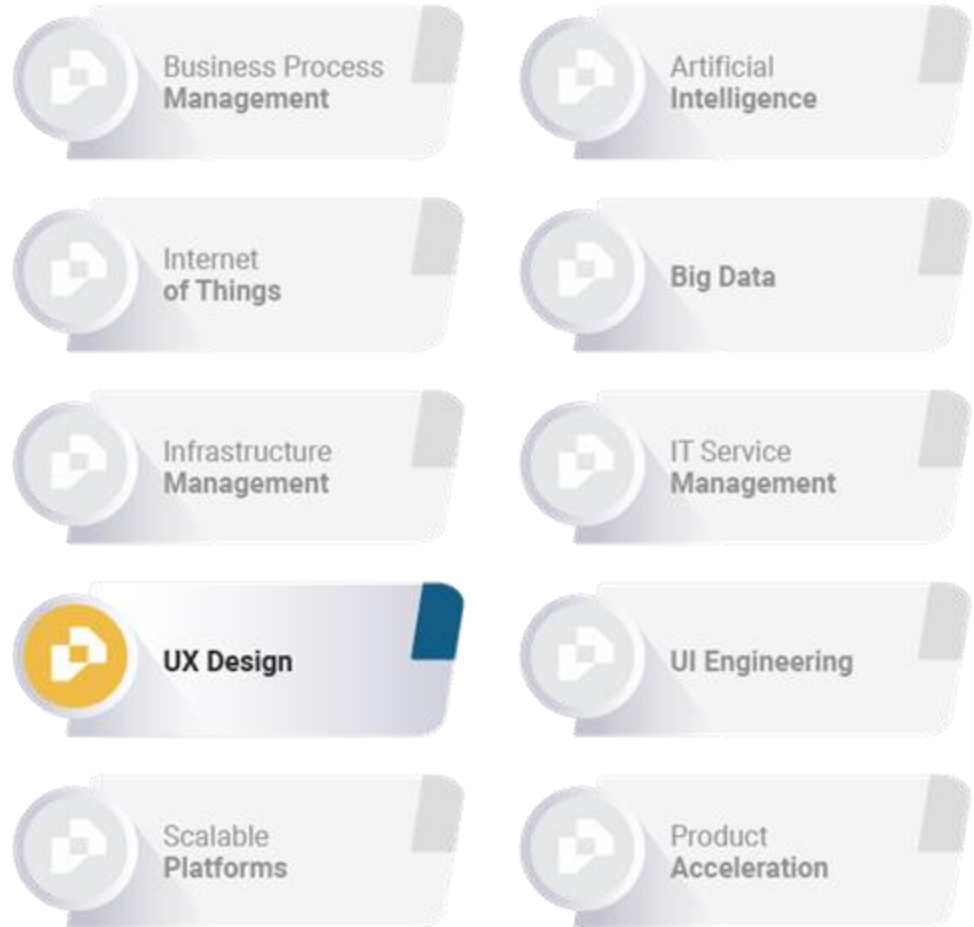 Business Process
Management
Artificial
Intelligence
Internet
of Things
Big Data
Infrastructure
Management
IT Service
Management
UX Design
UI Engineering
Scalable
Platforms
Product
Acceleration